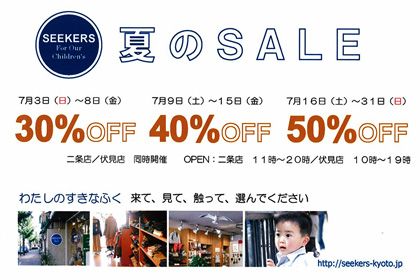 SEEKERS
For Our
Children's
夏のSALE
7月3日（日）～8日（金） 7月9日（土）～15日（金） 7月16日（土）～31日（日）
30%OFF 40%OFF 50%OFF
二条店／伏見店 同時開催 OPEN：二条店 11時～20時／伏見店 10時～19時
わたしのすきなふく 来て、見て、触って、選んでください
http://seekers-kyoto.jp/